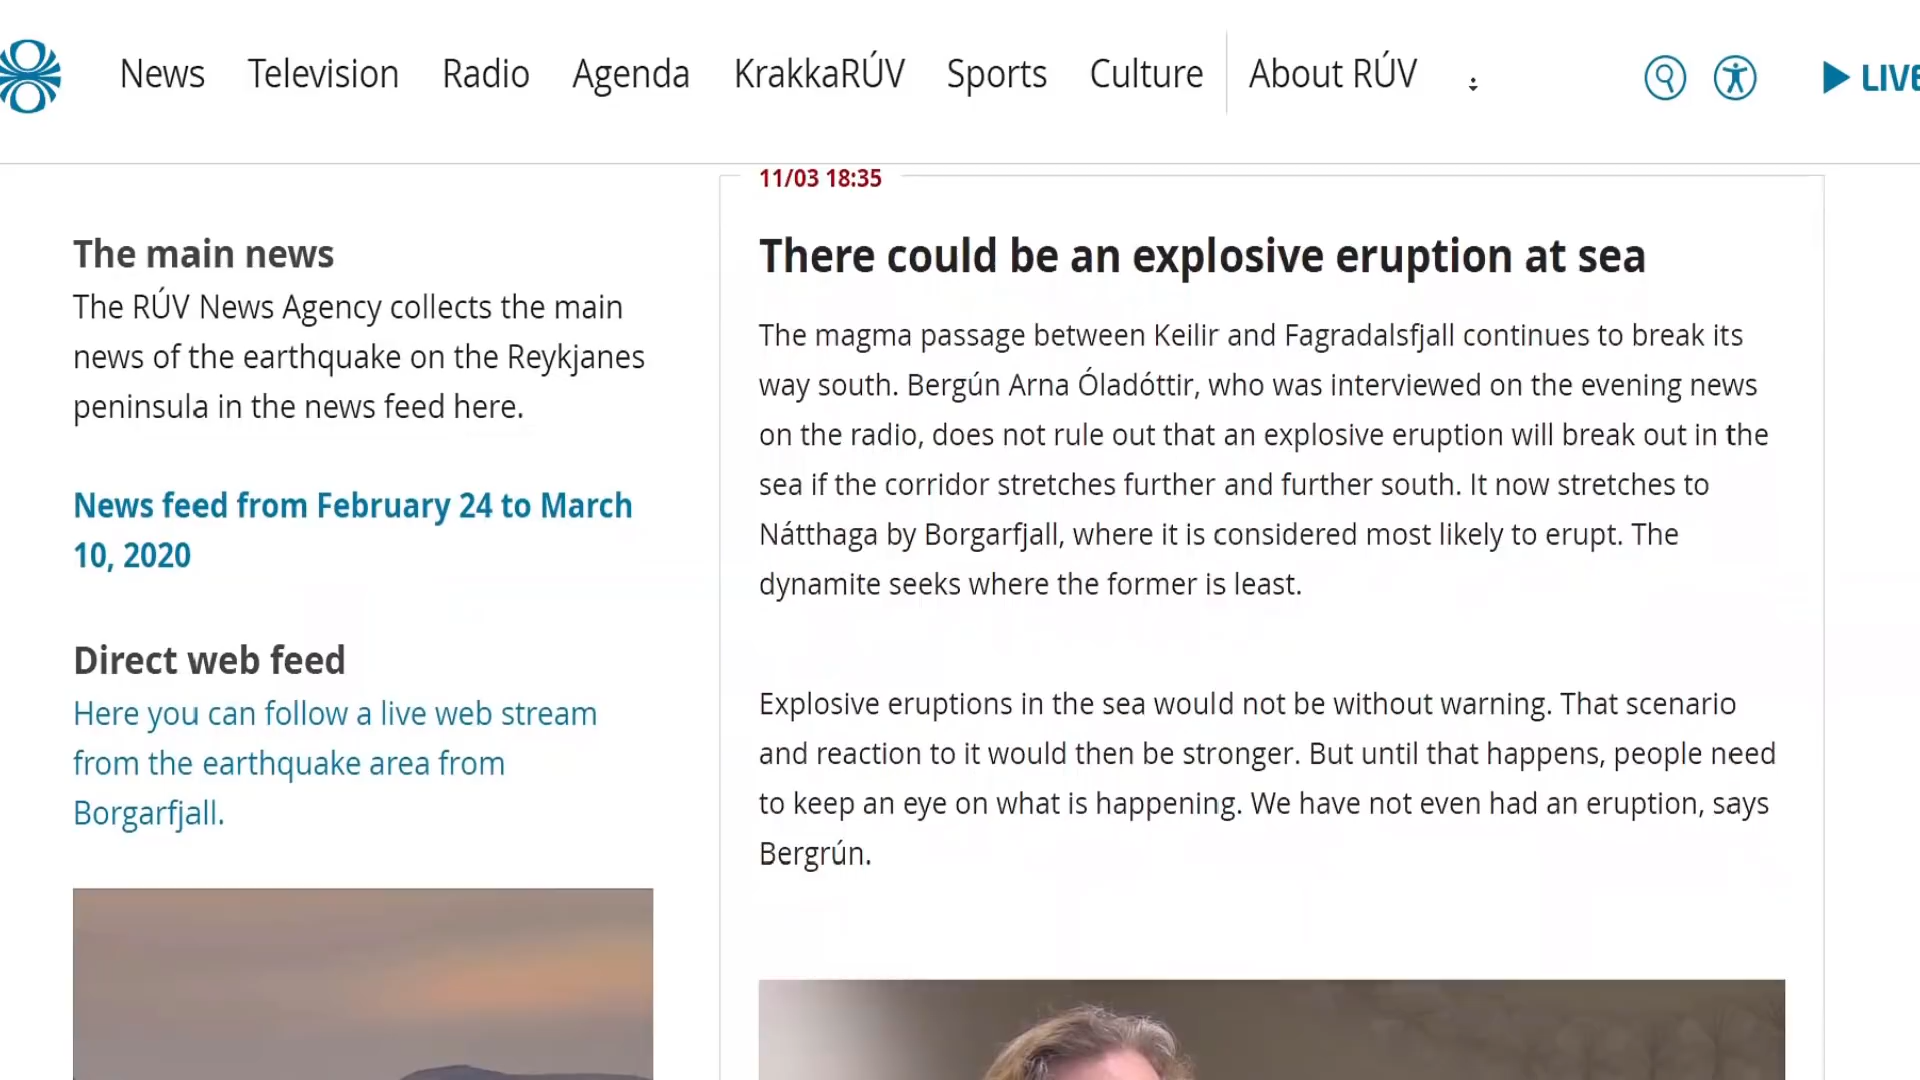 News Television Radio Agenda KrakkaRÚV Sports Culture About RÚV
The main news
The RÚV News Agency collects the main
news of the earthquake on the Reykjanes
peninsula in the news feed here.
News feed from February 24 to March
10, 2020
Direct web feed
Here you can follow a live web stream
from the earthquake area from
Borgarfjall.
11/03 18:35
There could be an explosive eruption at sea
The magma passage between Keilir and Fagradalsfjall continues to break its
way south. Bergún Arna Óladóttir, who was interviewed on the evening news
on the radio, does not rule out that an explosive eruption will break out in the
sea if the corridor stretches further and further south. It now stretches to
Nátthaga by Borgarfjall, where it is considered most likely to erupt. The
dynamite seeks where the former is least.
Explosive eruptions in the sea would not be without warning. That scenario
and reaction to it would then be stronger. But until that happens, people need
to keep an eye on what is happening. We have not even had an eruption, says
Bergrún.